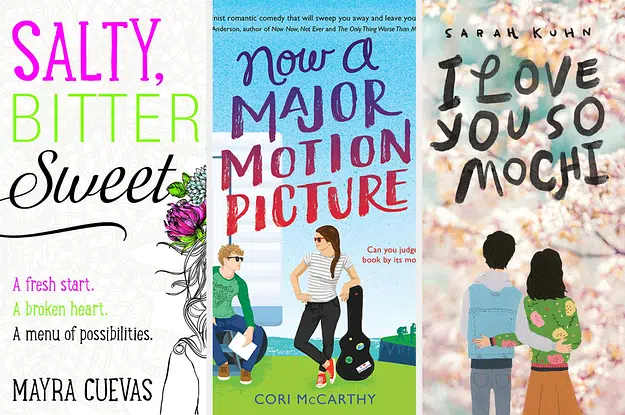 SALTY,
BITTER
Sweet
A fresh start.
A broken heart.
A menu of possibilities.
MAYRA CUEVAS
romantic comedy that will sweep you away and leave you
Anderson, author of Now Now, Not Ever and The Only Thing Worse Than
Now A
MAJOR
MOTION
PICTURE
Can you judge
book by its
CORI McCARTHY
SARAH KUHN
I LOVE
YOU SO
MOCHI